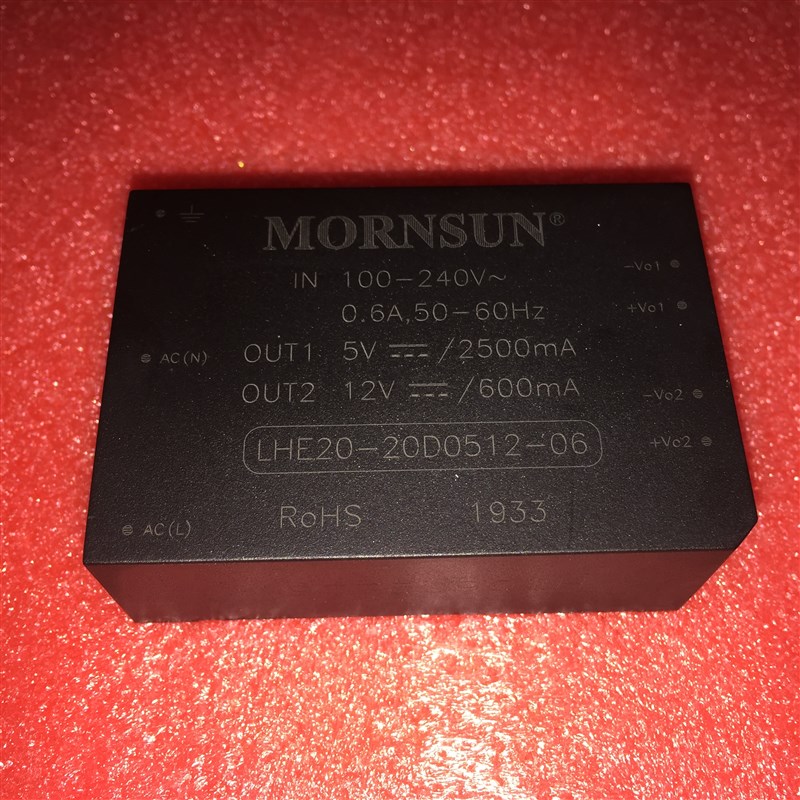 MORNSUN®
IN 100-240V~
0.6A,50-60Hz
OUT1 5V ⎓/2500mA
OUT2 12V ⎓/600mA
LHE20-20D0512-06
RoHS 1933
AC(N)
AC(L)
-Vo1
+Vo1
-Vo2
+Vo2